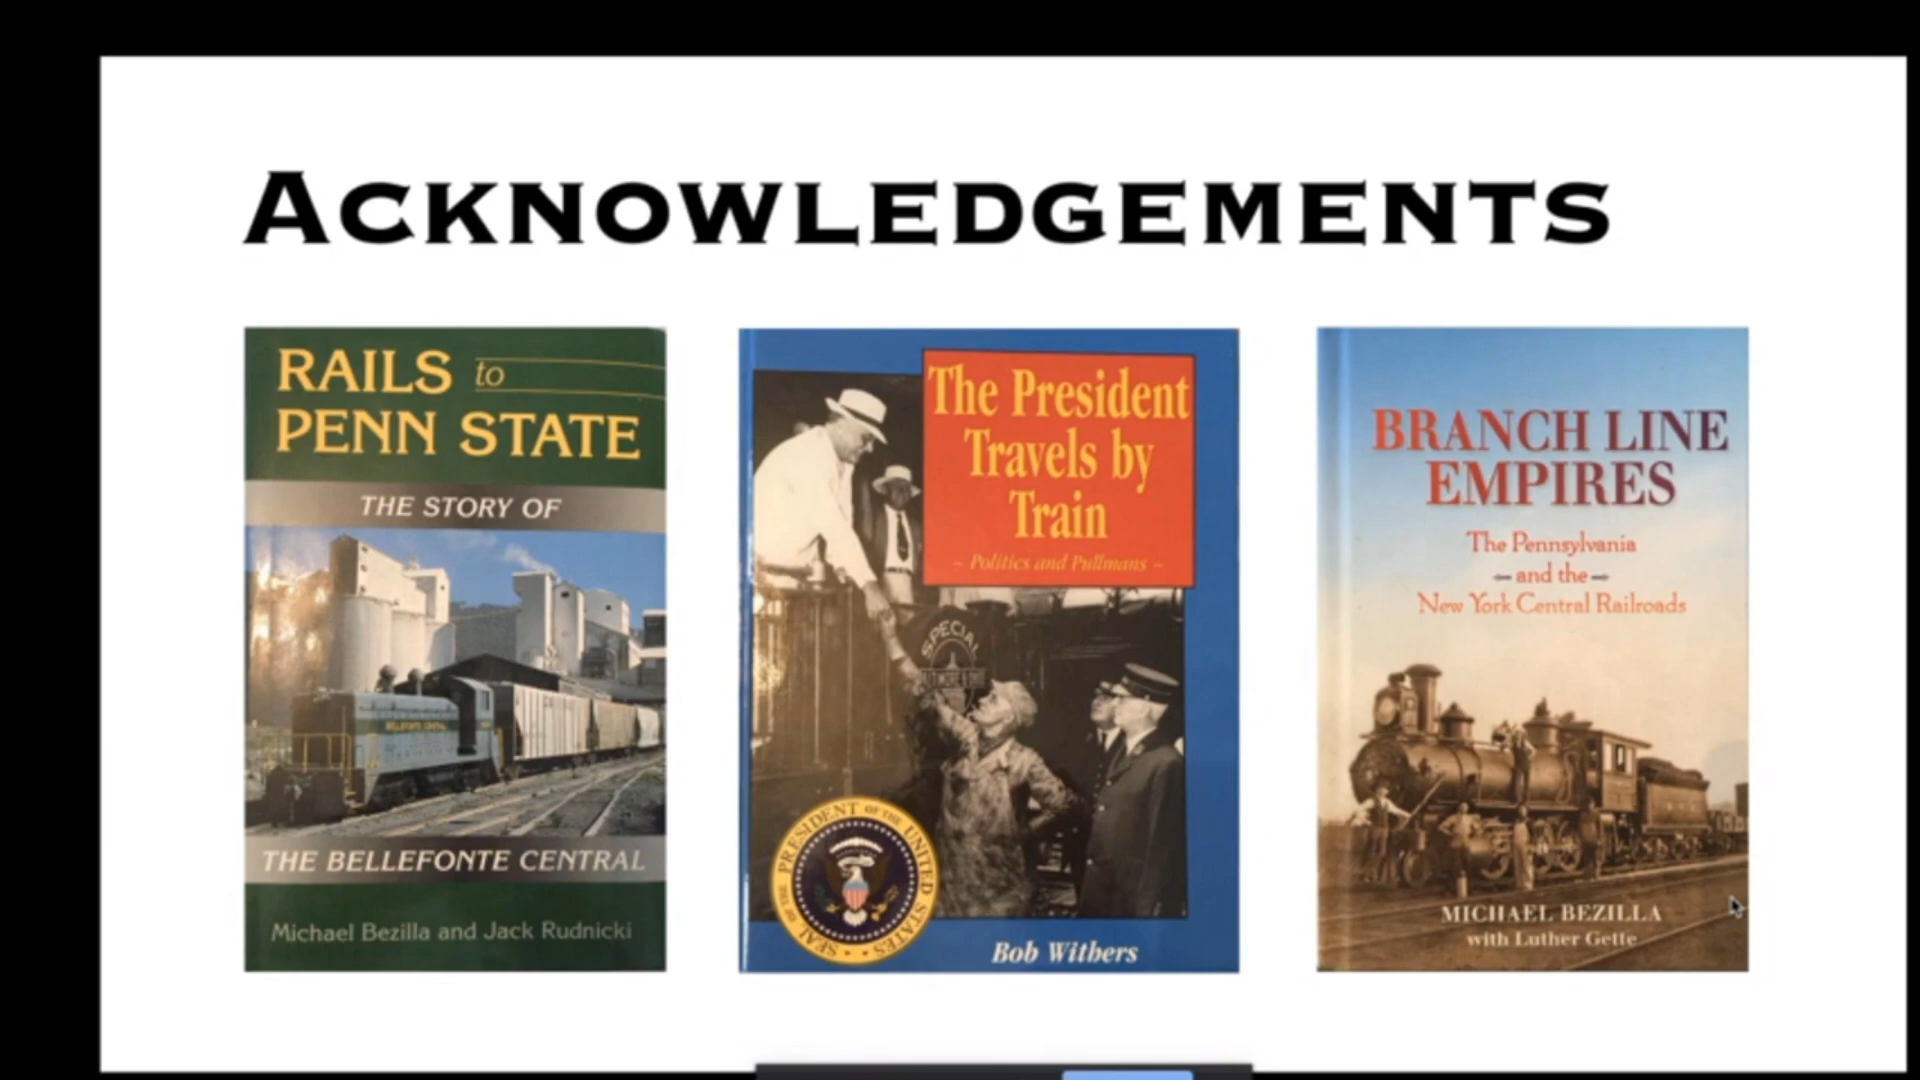 ACKNOWLEDGEMENTS
RAILS to
PENN STATE
THE STORY OF
BELLEFONTE CENTRAL
THE BELLEFONTE CENTRAL
Michael Bezilla and Jack Rudnicki
The President
Travels by
Train
~ Politics and Pullmans ~
SPECIAL
SEAL OF THE PRESIDENT OF THE UNITED STATES
Bob Withers
BRANCH LINE
EMPIRES
The Pennsylvania
and the
New York Central Railroads
MICHAEL BEZILLA
with Luther Gette